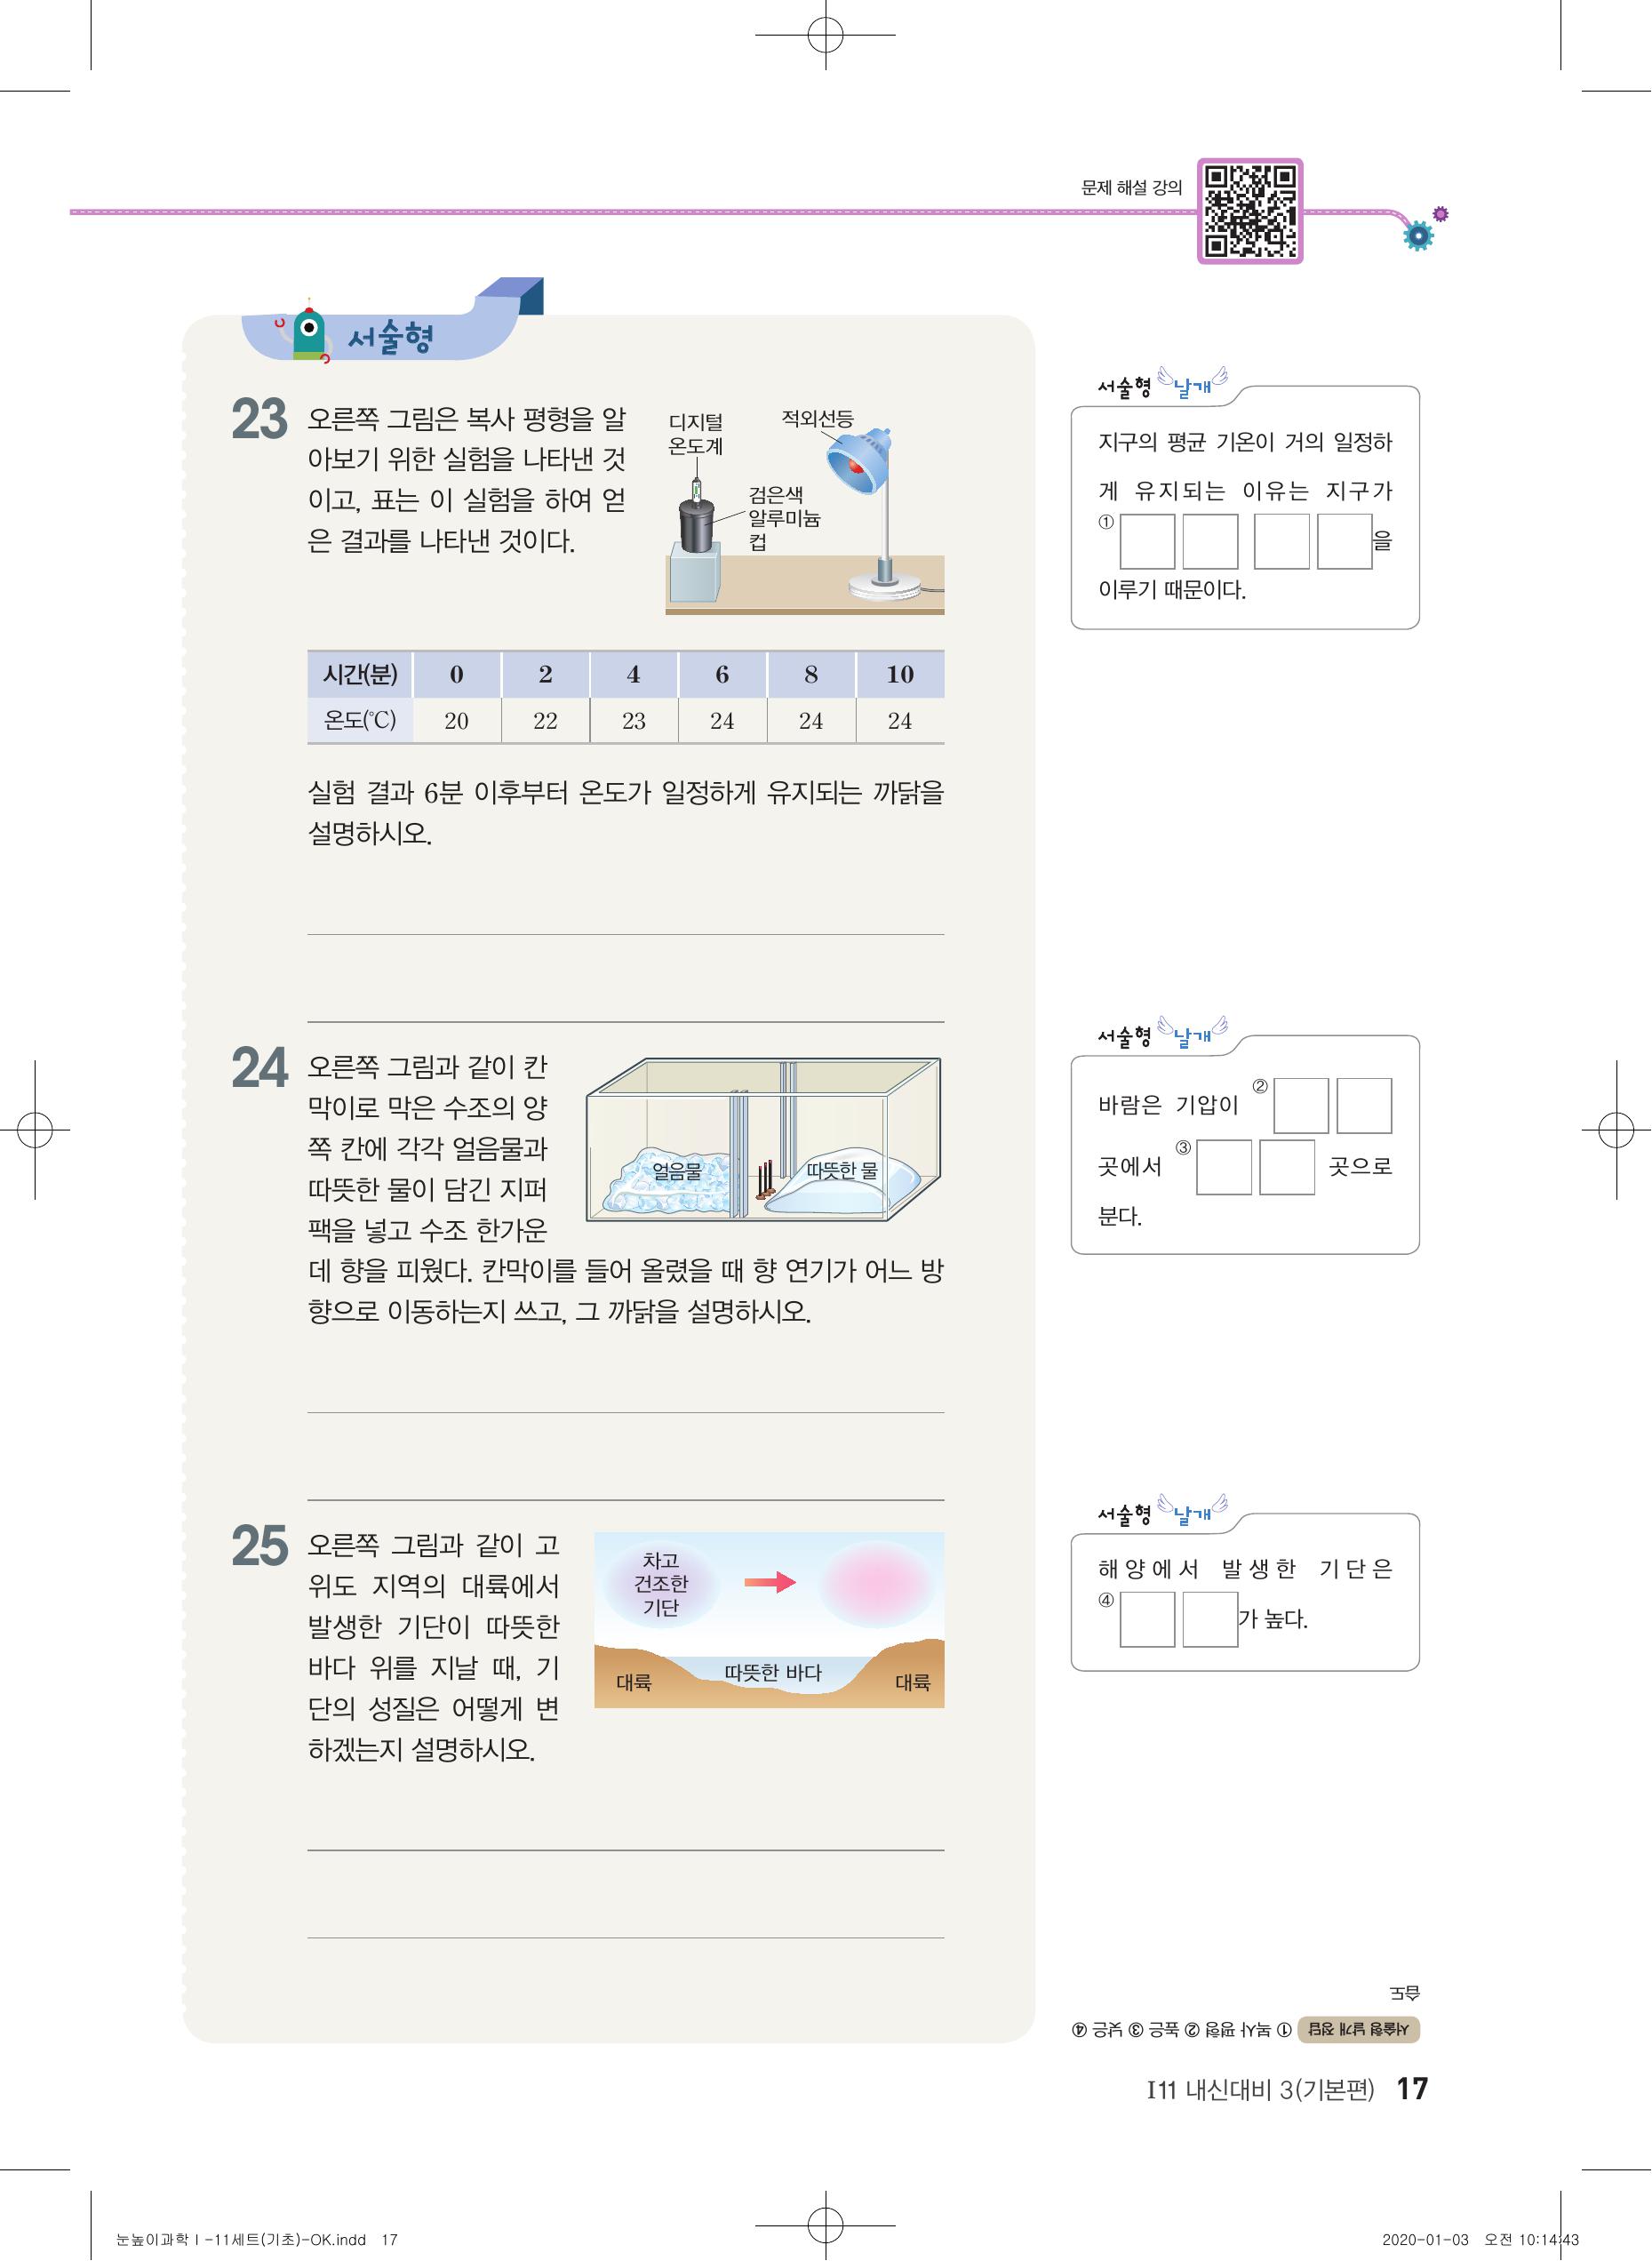 문제 해설 강의
서술형
23
오른쪽 그림은 복사 평형을 알
아보기 위한 실험을 나타낸 것
이고, 표는 이 실험을 하여 얻
은 결과를 나타낸 것이다.
디지털
온도계
적외선등
검은색
알루미늄
컵
시간(분) 0 2 4 6 8 10
온도(℃) 20 22 23 24 24 24
실험 결과 6분 이후부터 온도가 일정하게 유지되는 까닭을
설명하시오.
서술형 날개
지구의 평균 기온이 거의 일정하
게 유지되는 이유는 지구가
① 을
이루기 때문이다.
24
오른쪽 그림과 같이 칸
막이로 막은 수조의 양
쪽 칸에 각각 얼음물과
따뜻한 물이 담긴 지퍼
팩을 넣고 수조 한가운
데 향을 피웠다. 칸막이를 들어 올렸을 때 향 연기가 어느 방
향으로 이동하는지 쓰고, 그 까닭을 설명하시오.
얼음물
따뜻한 물
서술형 날개
바람은 기압이 ②
곳에서 ③ 곳으로
분다.
25
오른쪽 그림과 같이 고
위도 지역의 대륙에서
발생한 기단이 따뜻한
바다 위를 지날 때, 기
단의 성질은 어떻게 변
하겠는지 설명하시오.
차고
건조한
기단
대륙
따뜻한 바다
대륙
서술형 날개
해양에서 발생한 기단은
④ 가 높다.
서술형 날개 정답 ① 복사 평형 ② 높은 ③ 낮은 ④
습도
Ⅰ11 내신대비 3(기본편) 17
눈높이과학Ⅰ-11세트(기초)-OK.indd 17
2020-01-03 오전 10:14:43